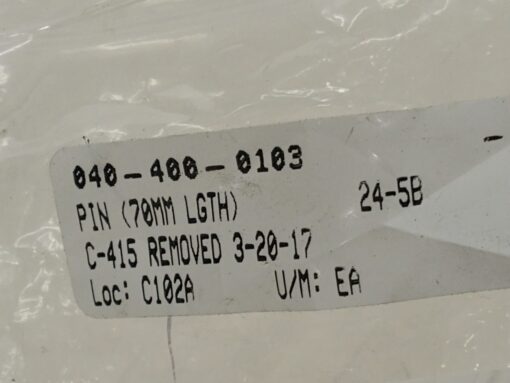 040-400-0103
PIN (70MM LGTH) 24-5B
C-415 REMOVED 3-20-17
Loc: C102A U/M: EA